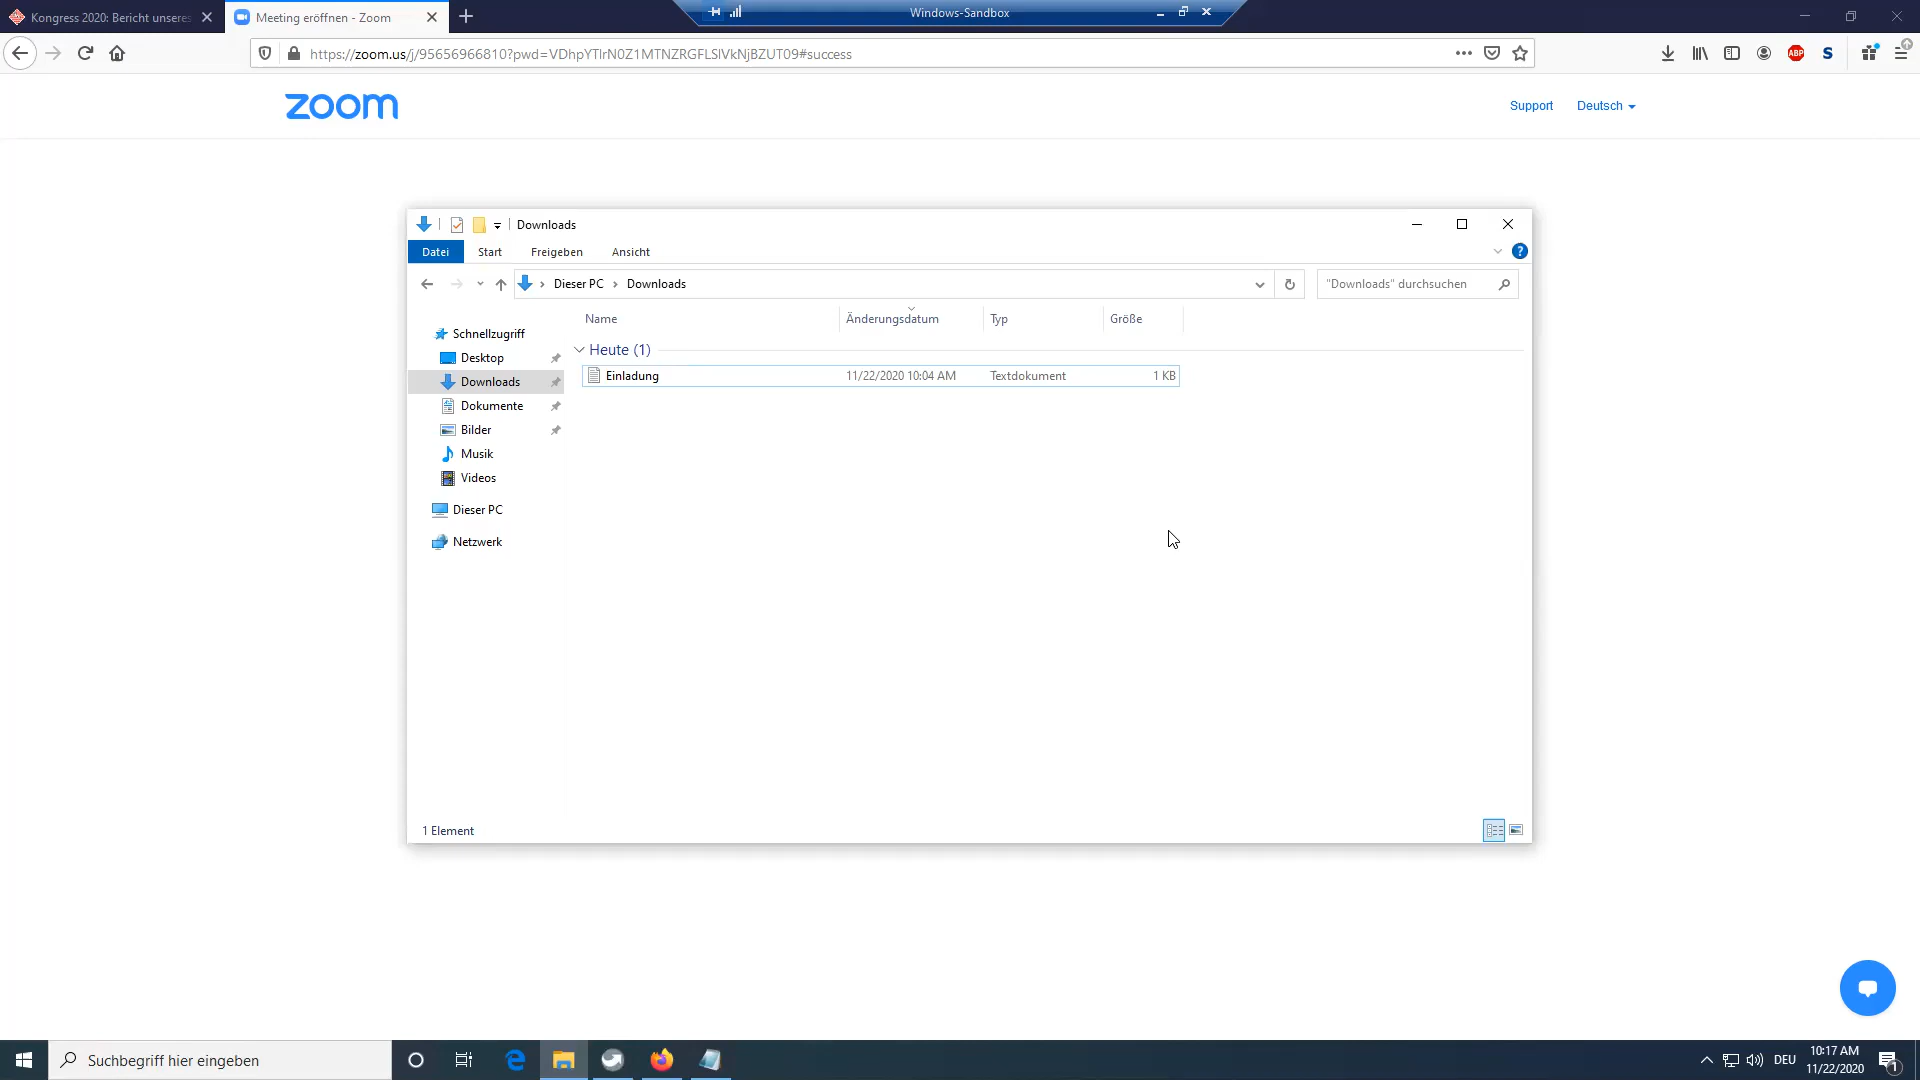 Kongress 2020: Bericht unseres
Meeting eröffnen - Zoom
Windows-Sandbox
https://zoom.us/j/95656966810?pwd=VDhpYTlrN0Z1MTNZRGFLSlVkNjBZUT09#success
ABP
S
zoom
Support
Deutsch
Downloads
Datei
Start
Freigeben
Ansicht
?
Dieser PC
Downloads
"Downloads" durchsuchen
Name
Änderungsdatum
Typ
Größe
Schnellzugriff
Desktop
Downloads
Dokumente
Bilder
Musik
Videos
Dieser PC
Netzwerk
Heute (1)
Einladung
11/22/2020 10:04 AM
Textdokument
1 KB
1 Element
Suchbegriff hier eingeben
DEU
10:17 AM
11/22/2020
1